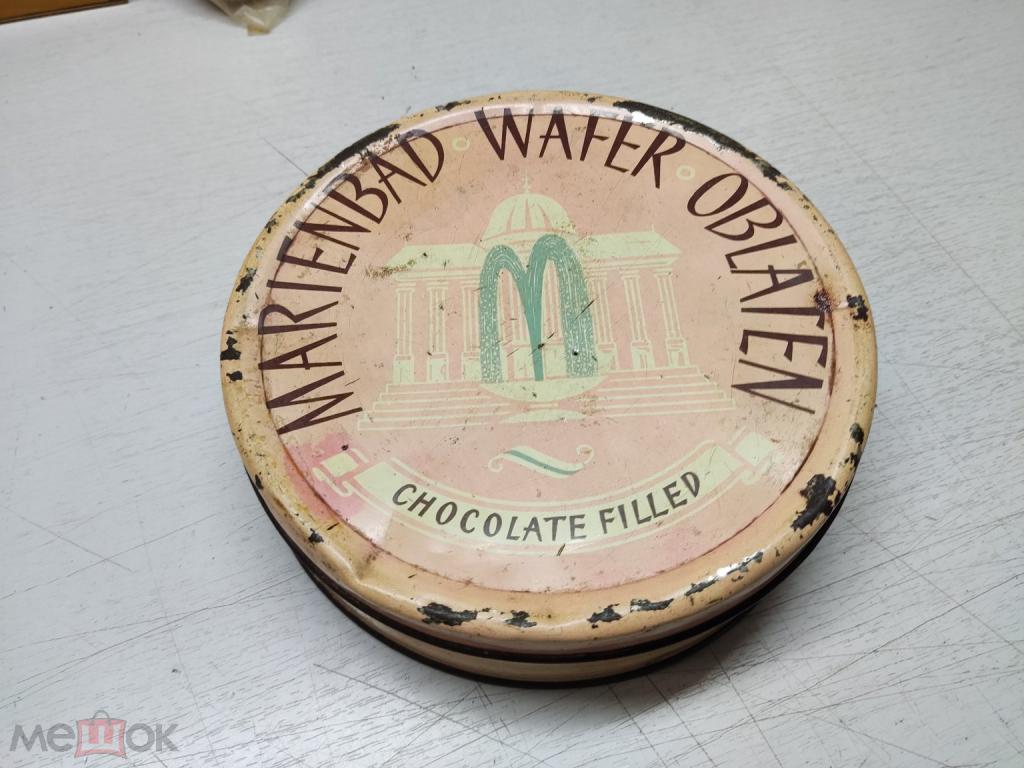 MARIENBAD WAFER OBLATEN
M
CHOCOLATE FILLED
мешок